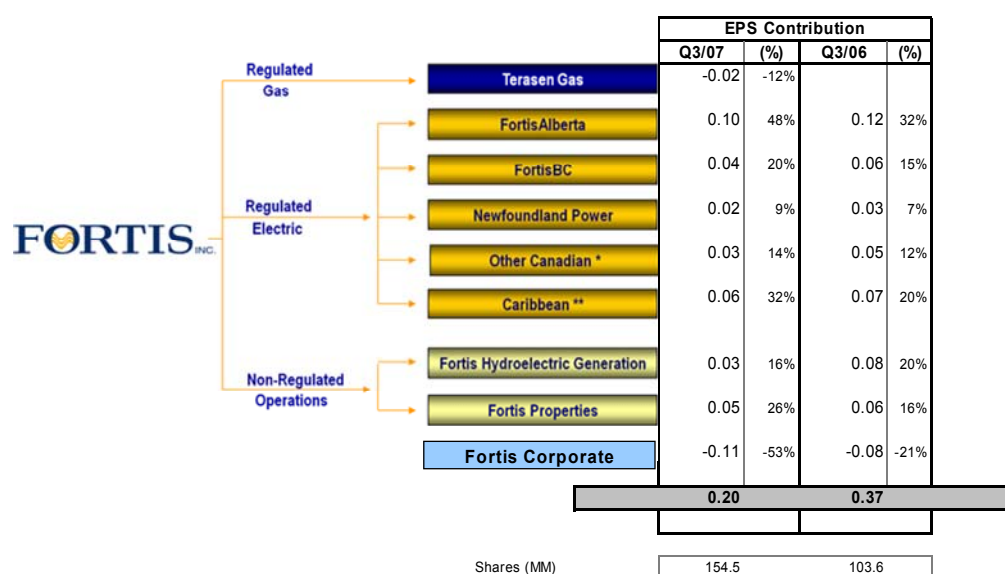 EPS Contribution
Q3/07 (%) Q3/06 (%)
Regulated
Gas
Terasen Gas -0.02 -12%
FortisAlberta 0.10 48% 0.12 32%
FortisBC 0.04 20% 0.06 15%
FORTIS INC.
Regulated
Electric
Newfoundland Power 0.02 9% 0.03 7%
Other Canadian * 0.03 14% 0.05 12%
Caribbean ** 0.06 32% 0.07 20%
Non-Regulated
Operations
Fortis Hydroelectric Generation 0.03 16% 0.08 20%
Fortis Properties 0.05 26% 0.06 16%
Fortis Corporate -0.11 -53% -0.08 -21%
0.20 0.37
Shares (MM) 154.5 103.6